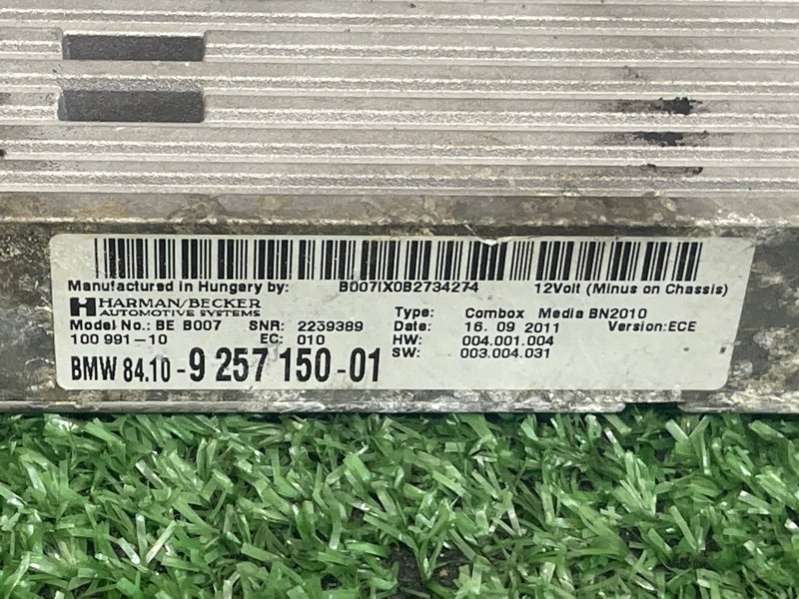 Manufactured in Hungary by: B007IX0B2734274 12Volt (Minus on Chassis)
HARMAN/BECKER
AUTOMOTIVE SYSTEMS
Type: Combox Media BN2010
Model No.: BE B007 SNR: 2239389 Date: 16. 09 2011 Version: ECE
100 991-10 EC: 010 HW: 004.001.004
SW: 003.004.031
BMW 84.10 - 9 257 150 - 01